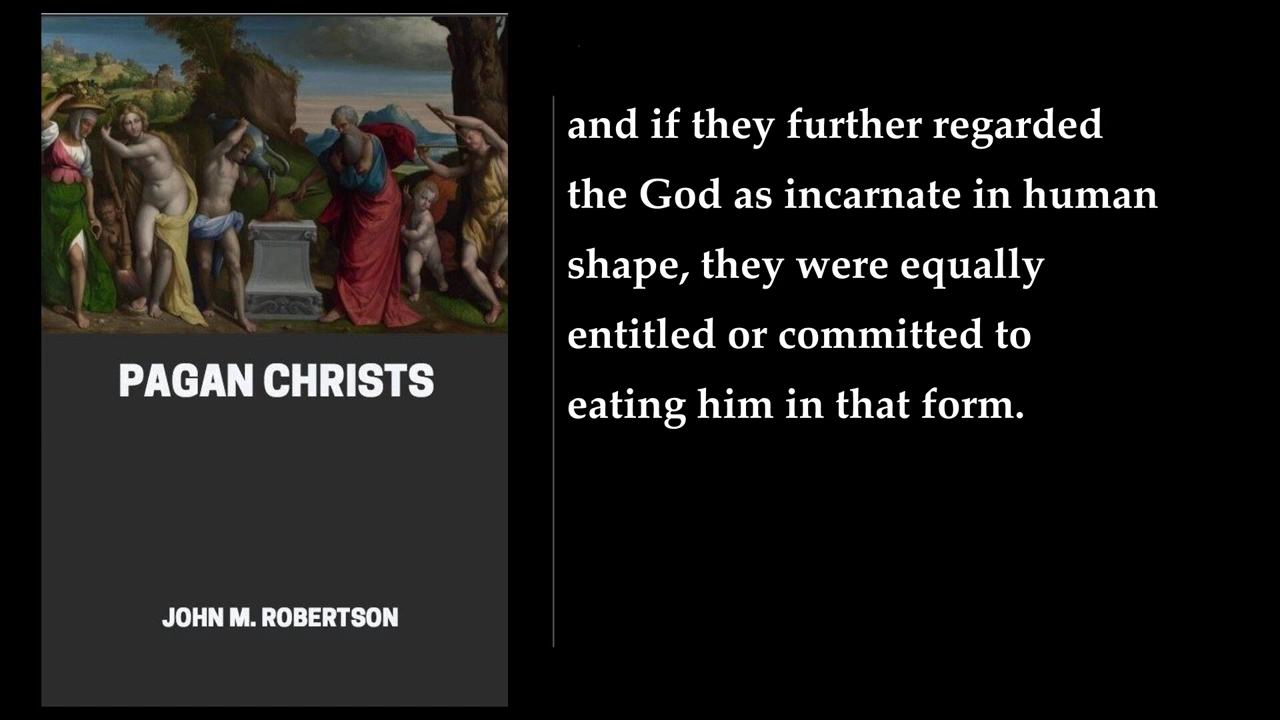 PAGAN CHRISTS
JOHN M. ROBERTSON
and if they further regarded
the God as incarnate in human
shape, they were equally
entitled or committed to
eating him in that form.